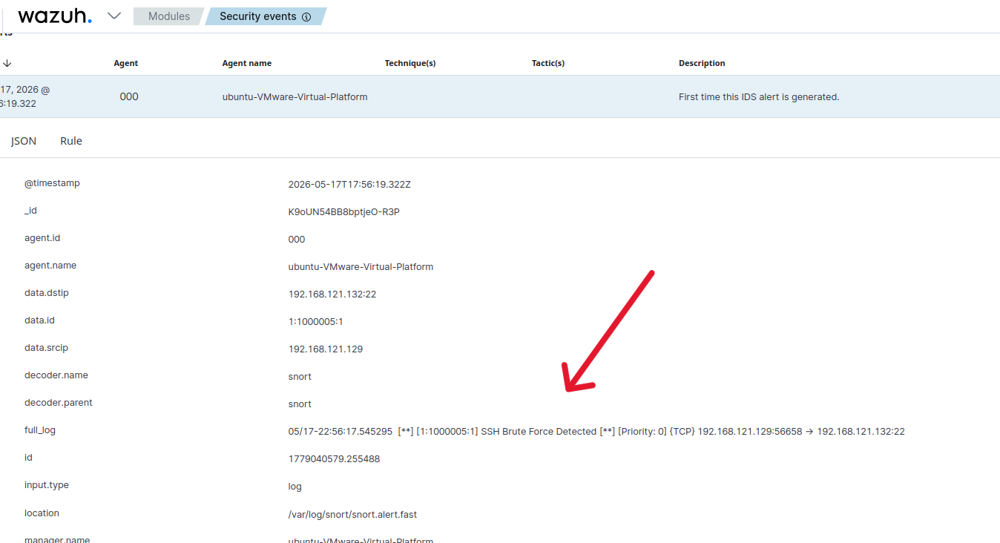 wazuh. Modules Security events
Agent Agent name Technique(s) Tactic(s) Description
17, 2026 @
6:19.322 000 ubuntu-VMware-Virtual-Platform First time this IDS alert is generated.
JSON Rule
@timestamp 2026-05-17T17:56:19.322Z
_id K9oUN54BB8bptjeO-R3P
agent.id 000
agent.name ubuntu-VMware-Virtual-Platform
data.dstip 192.168.121.132:22
data.id 1:1000005:1
data.srcip 192.168.121.129
decoder.name snort
decoder.parent snort
full_log 05/17-22:56:17.545295 [**] [1:1000005:1] SSH Brute Force Detected [**] [Priority: 0] {TCP} 192.168.121.129:56658 → 192.168.121.132:22
id 1779040579.255488
input.type log
location /var/log/snort/snort.alert.fast
manager.name ubuntu-VMware-Virtual-Platform